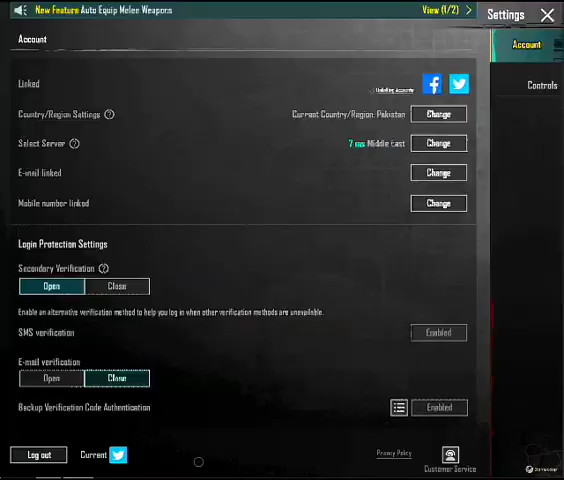 New Feature Auto Equip Melee Weapons
View (1/2)
Settings
Account
Account
Controls
Linked
Unlinking Accounts
Country/Region Settings
Current Country/Region: Pakistan
Change
Select Server
7 ms Middle East
Change
E-mail linked
Change
Mobile number linked
Change
Login Protection Settings
Secondary Verification
Open
Close
Enable an alternative verification method to help you log in when other verification methods are unavailable.
SMS verification
Enabled
E-mail verification
Open
Close
Backup Verification Code Authentication
Enabled
Log out
Current
Privacy Policy
Customer Service